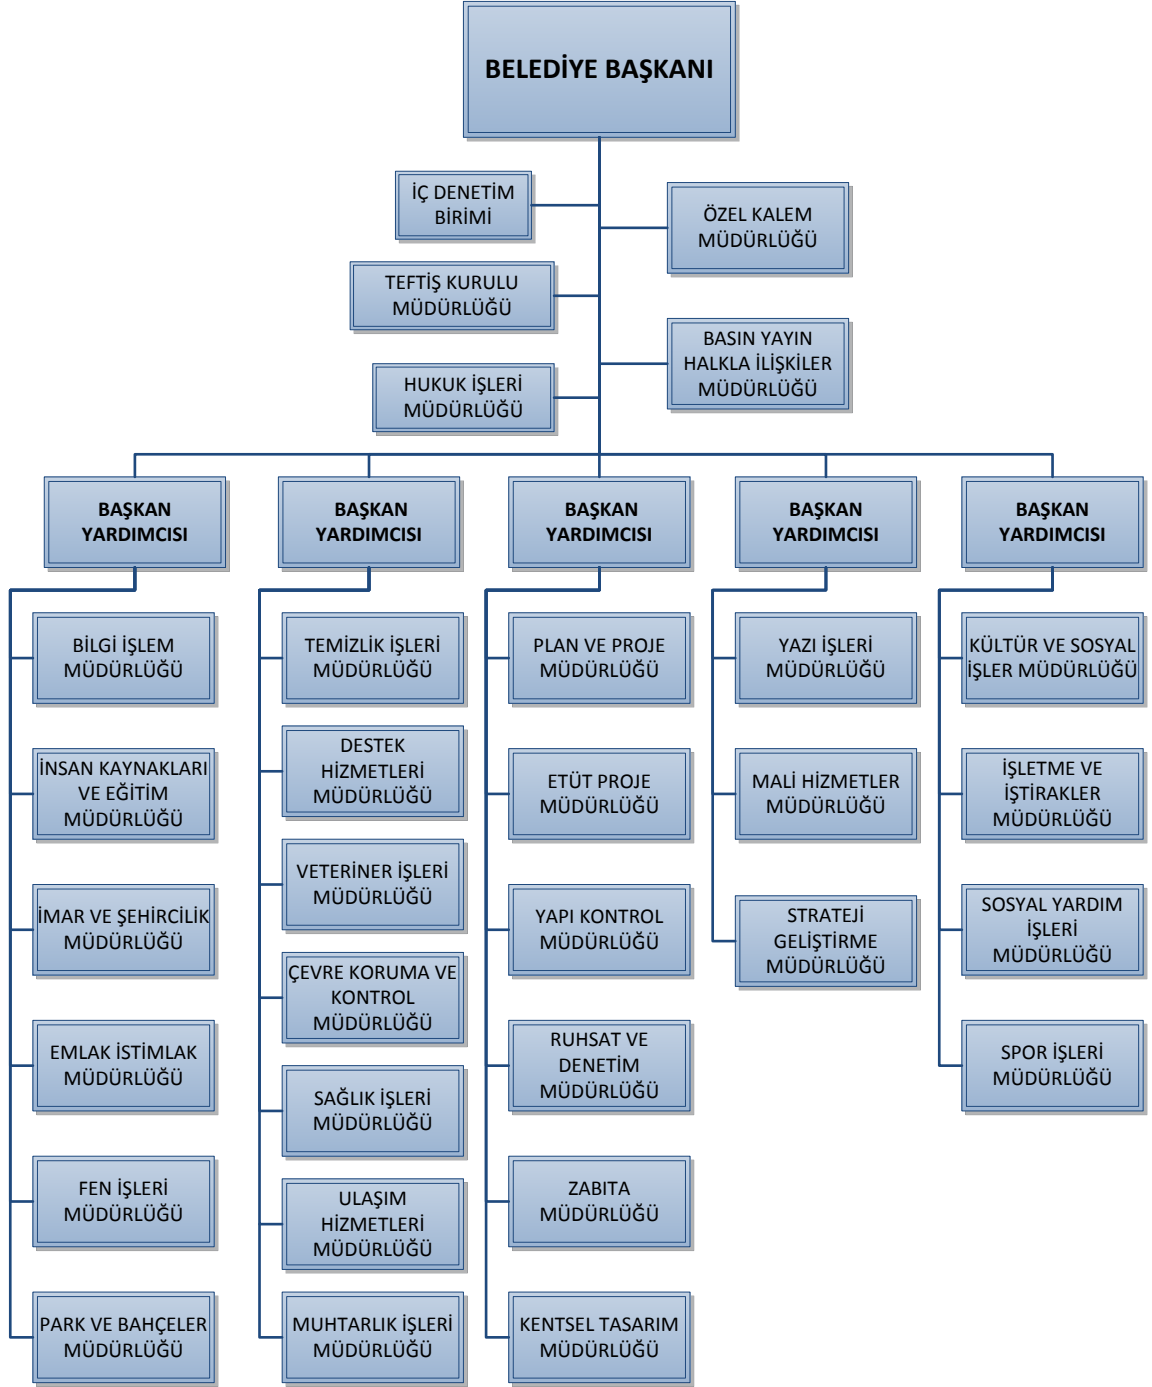 BELEDİYE BAŞKANI
İÇ DENETİM
BİRİMİ
ÖZEL KALEM
MÜDÜRLÜĞÜ
TEFTİŞ KURULU
MÜDÜRLÜĞÜ
BASIN YAYIN
HALKLA İLİŞKİLER
MÜDÜRLÜĞÜ
HUKUK İŞLERİ
MÜDÜRLÜĞÜ
BAŞKAN
YARDIMCISI
BİLGİ İŞLEM
MÜDÜRLÜĞÜ
İNSAN KAYNAKLARI
VE EĞİTİM
MÜDÜRLÜĞÜ
İMAR VE ŞEHİRCİLİK
MÜDÜRLÜĞÜ
EMLAK İSTİMLAK
MÜDÜRLÜĞÜ
FEN İŞLERİ
MÜDÜRLÜĞÜ
PARK VE BAHÇELER
MÜDÜRLÜĞÜ
BAŞKAN
YARDIMCISI
TEMİZLİK İŞLERİ
MÜDÜRLÜĞÜ
DESTEK
HİZMETLERİ
MÜDÜRLÜĞÜ
VETERİNER İŞLERİ
MÜDÜRLÜĞÜ
ÇEVRE KORUMA VE
KONTROL
MÜDÜRLÜĞÜ
SAĞLIK İŞLERİ
MÜDÜRLÜĞÜ
ULAŞIM
HİZMETLERİ
MÜDÜRLÜĞÜ
MUHTARLIK İŞLERİ
MÜDÜRLÜĞÜ
BAŞKAN
YARDIMCISI
PLAN VE PROJE
MÜDÜRLÜĞÜ
ETÜT PROJE
MÜDÜRLÜĞÜ
YAPI KONTROL
MÜDÜRLÜĞÜ
RUHSAT VE
DENETİM
MÜDÜRLÜĞÜ
ZABITA
MÜDÜRLÜĞÜ
KENTSEL TASARIM
MÜDÜRLÜĞÜ
BAŞKAN
YARDIMCISI
YAZI İŞLERİ
MÜDÜRLÜĞÜ
MALİ HİZMETLER
MÜDÜRLÜĞÜ
STRATEJİ
GELİŞTİRME
MÜDÜRLÜĞÜ
BAŞKAN
YARDIMCISI
KÜLTÜR VE SOSYAL
İŞLER MÜDÜRLÜĞÜ
İŞLETME VE
İŞTİRAKLER
MÜDÜRLÜĞÜ
SOSYAL YARDIM
İŞLERİ
MÜDÜRLÜĞÜ
SPOR İŞLERİ
MÜDÜRLÜĞÜ